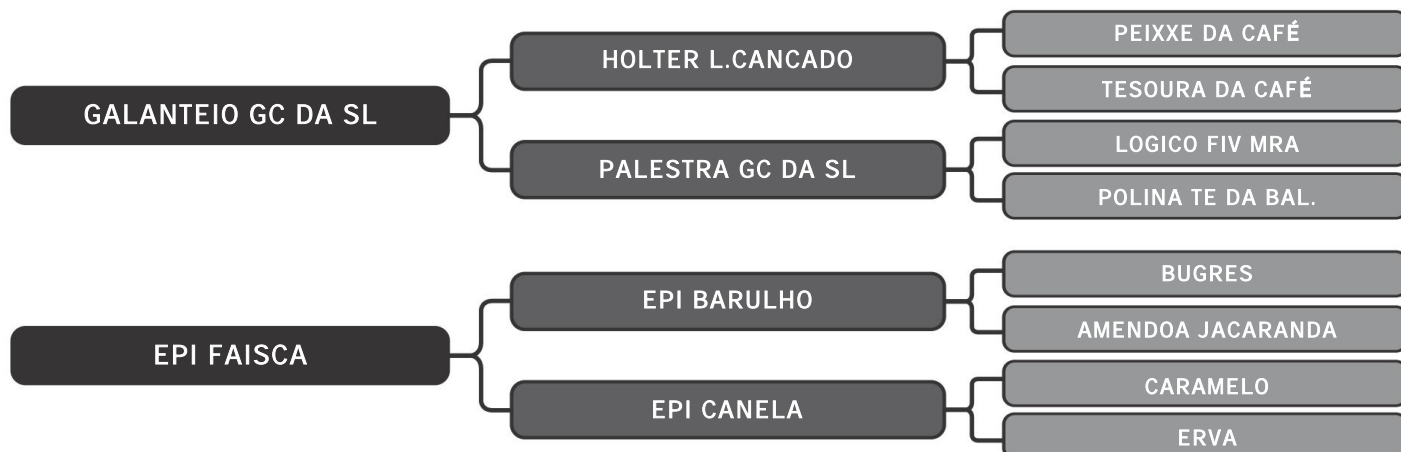 GALANTEIO GC DA SL
HOLTER L.CANCADO
PEIXXE DA CAFÉ
TESOURA DA CAFÉ
PALESTRA GC DA SL
LOGICO FIV MRA
POLINA TE DA BAL.
EPI FAISCA
EPI BARULHO
BUGRES
AMENDOA JACARANDA
EPI CANELA
CARAMELO
ERVA